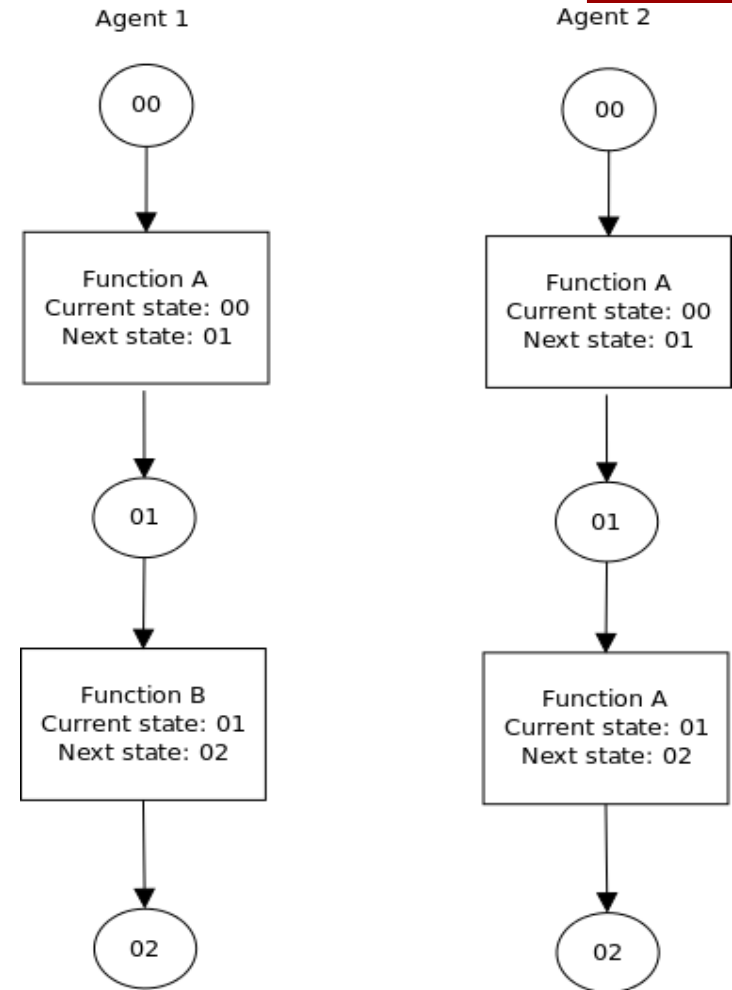 Agent 1
00
Function A
Current state: 00
Next state: 01
01
Function B
Current state: 01
Next state: 02
02
Agent 2
00
Function A
Current state: 00
Next state: 01
01
Function A
Current state: 01
Next state: 02
02